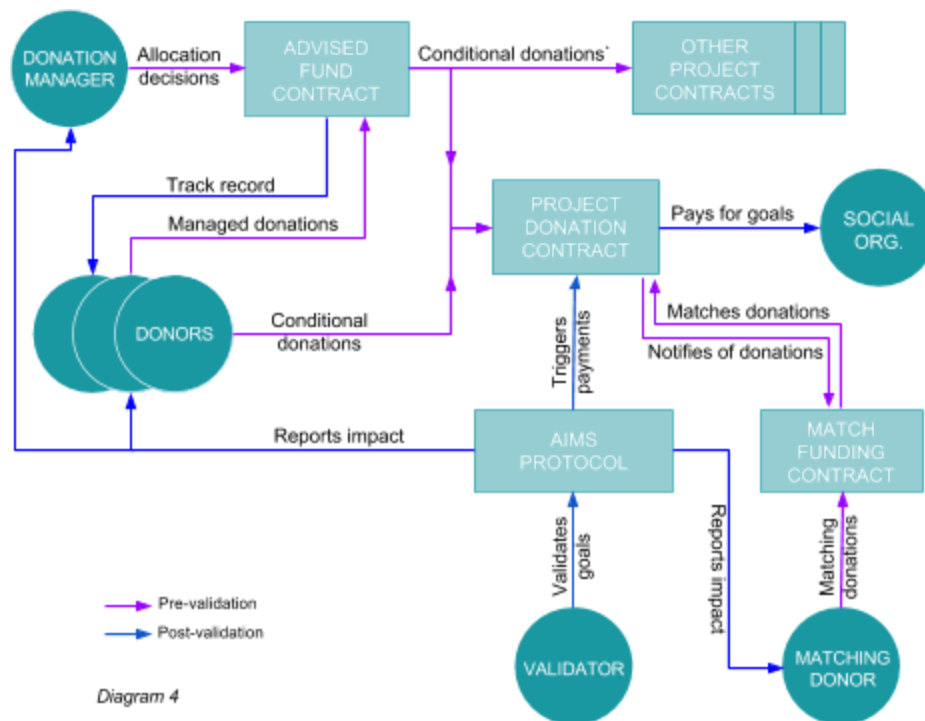 DONATION
MANAGER
Allocation
decisions
ADVISED
FUND
CONTRACT
Conditional donations`
OTHER
PROJECT
CONTRACTS
Track record
Managed donations
PROJECT
DONATION
CONTRACT
Pays for goals
SOCIAL
ORG.
DONORS
Conditional
donations
Triggers
payments
Matches donations
Notifies of donations
Reports impact
AIMS
PROTOCOL
MATCH
FUNDING
CONTRACT
Validates
goals
Reports impact
Matching
donations
Pre-validation
Post-validation
VALIDATOR
MATCHING
DONOR
Diagram 4